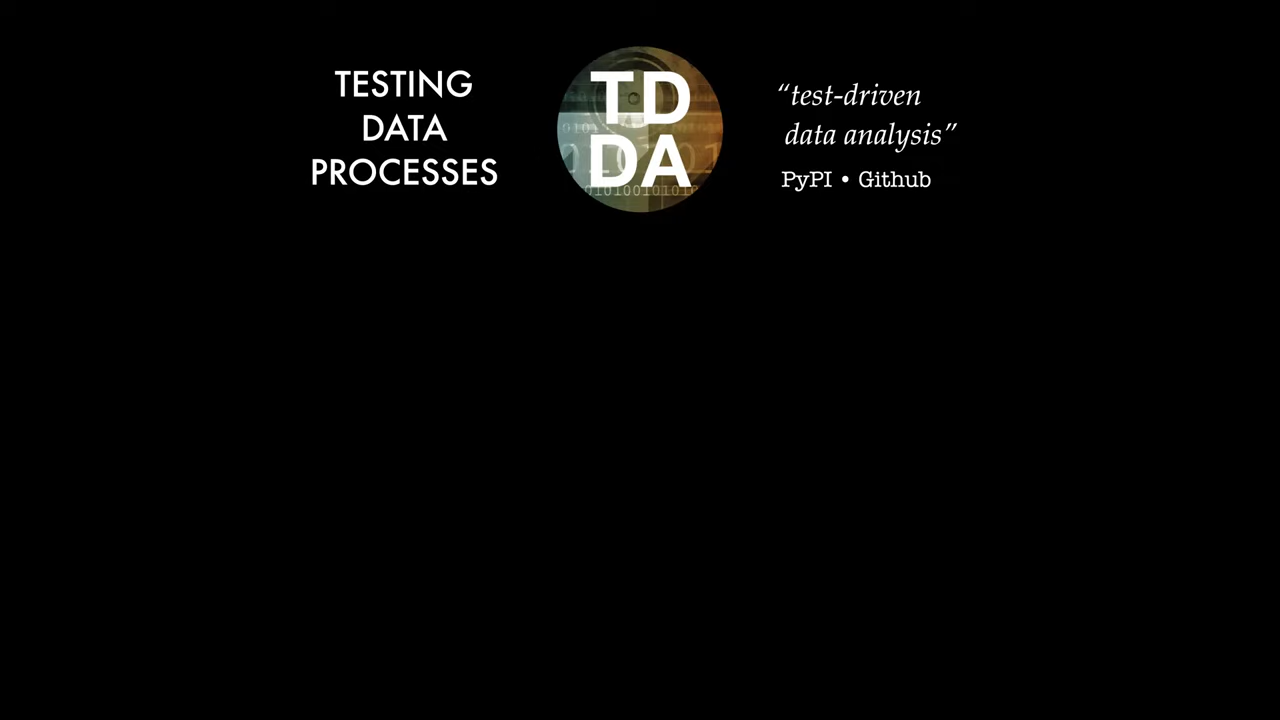 TESTING
DATA
PROCESSES
TD
DA
“test-driven
data analysis”
PyPI • Github